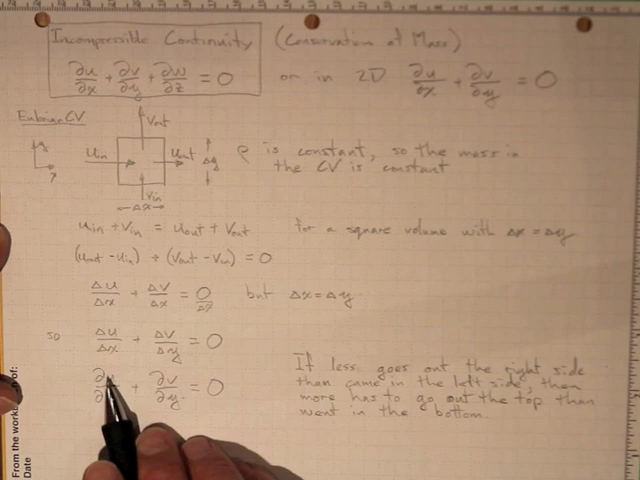 Incompressible Continuity (Conservation of Mass)
∂u/∂x + ∂v/∂y + ∂w/∂z = 0 or in 2D ∂u/∂x + ∂v/∂y = 0
Eulerian CV
Vout
y
uin uout Δy
x
Vin
Δx
ρ is constant, so the mass in
the CV is constant
uin + Vin = uout + Vout for a square volume with Δx = Δy
(uout - uin) + (Vout - Vin) = 0
Δu/Δx + Δv/Δx = 0/Δx but Δx = Δy
so Δu/Δx + Δv/Δy = 0
+ ∂v/∂y = 0
If less goes out the right side
than came in the left side, then
more has to go out the top than
went in the bottom.
From the work
of:
Date